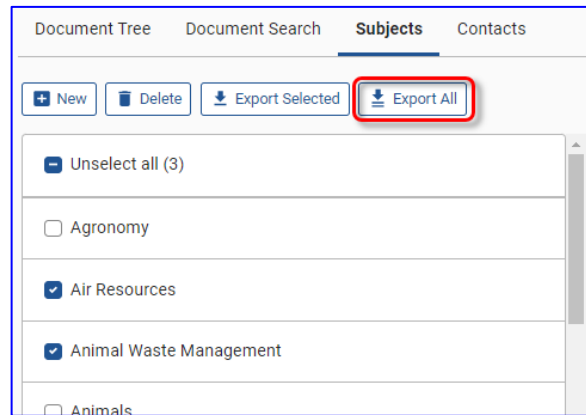 Document Tree Document Search Subjects Contacts
New Delete Export Selected Export All
Unselect all (3)
Agronomy
Air Resources
Animal Waste Management
Animals